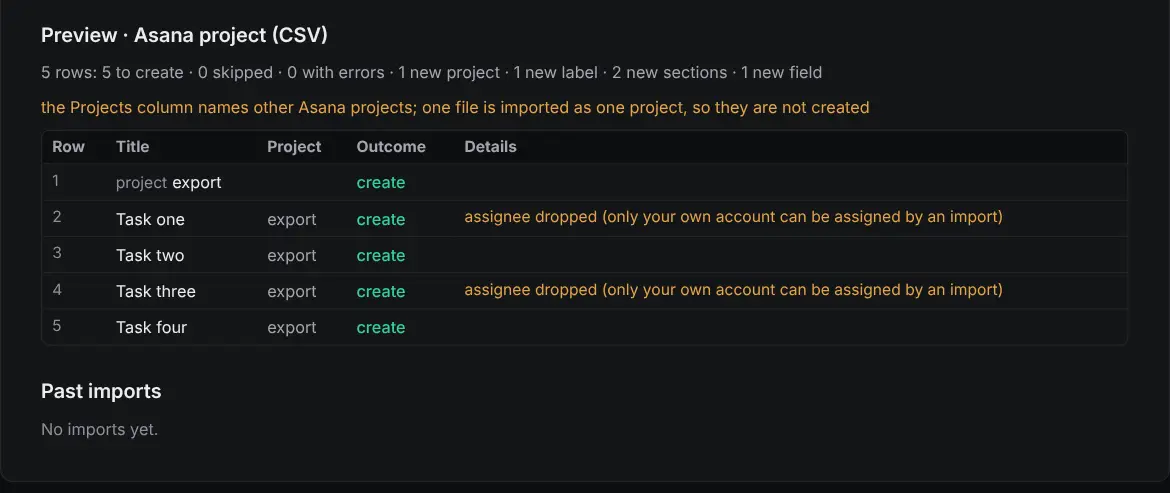 Preview · Asana project (CSV)
5 rows: 5 to create · 0 skipped · 0 with errors · 1 new project · 1 new label · 2 new sections · 1 new field
the Projects column names other Asana projects; one file is imported as one project, so they are not created
Row Title Project Outcome Details
1 project export create
2 Task one export create assignee dropped (only your own account can be assigned by an import)
3 Task two export create
4 Task three export create assignee dropped (only your own account can be assigned by an import)
5 Task four export create
Past imports
No imports yet.